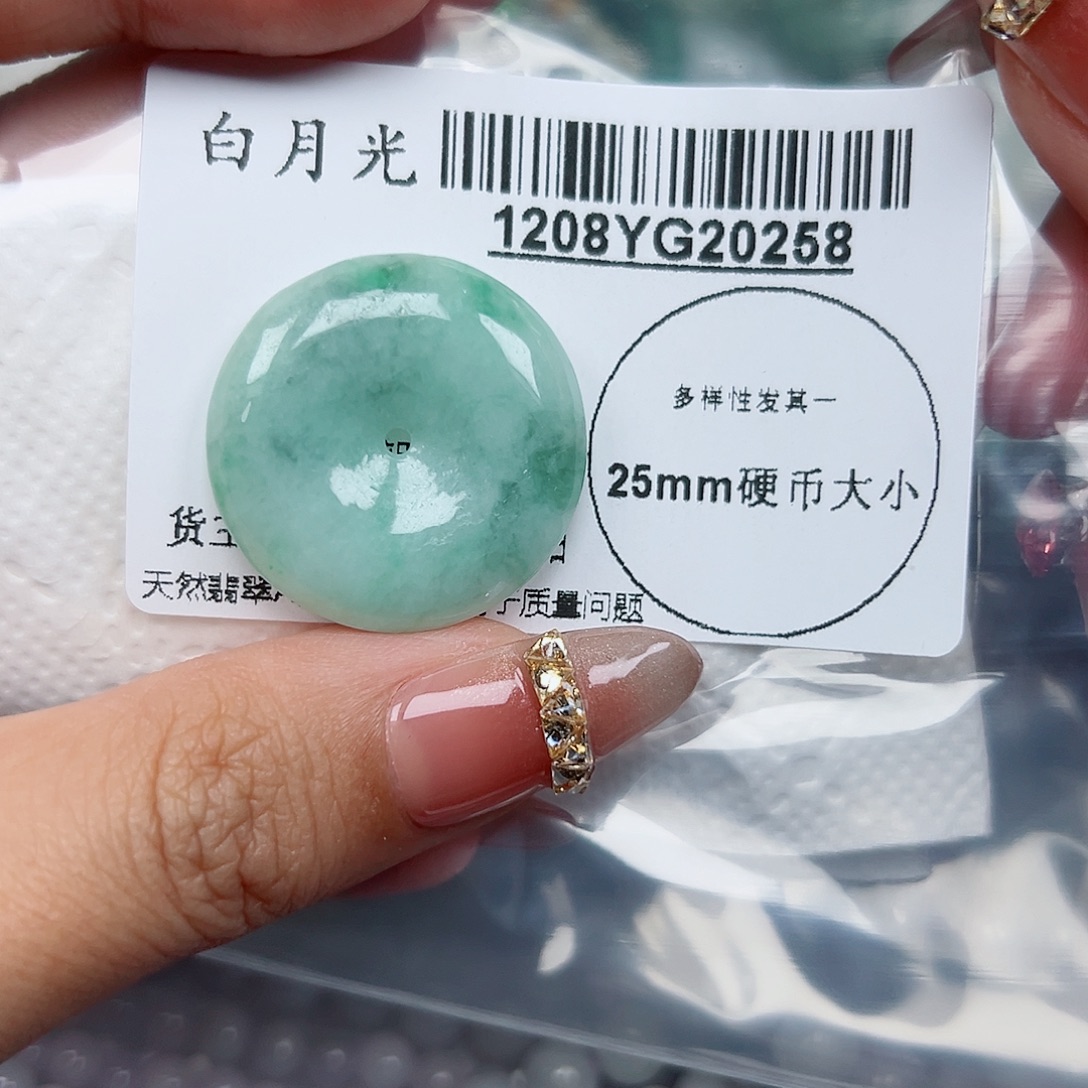 白月光
1208YG20258
多样性发其一
25mm硬币大小
货
天然翡翠
质量问题